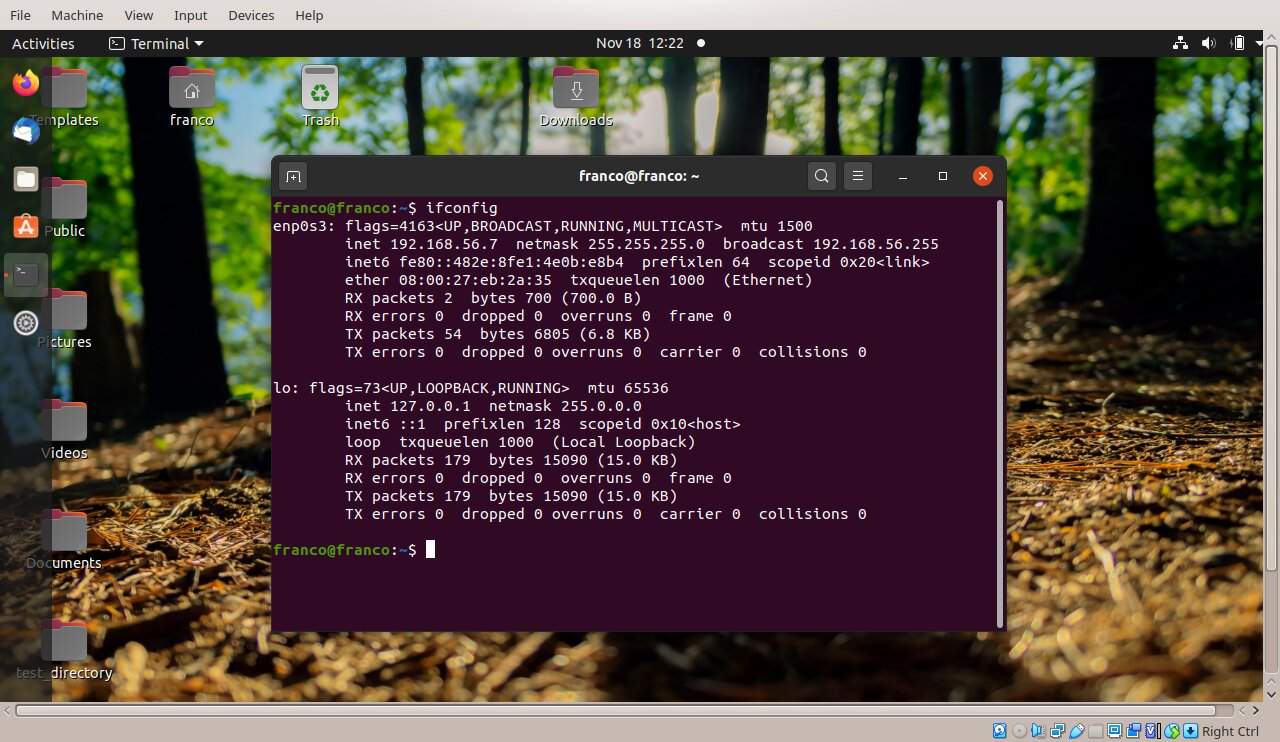 File Machine View Input Devices Help
Activities Terminal Nov 18 12:22
Templates franco Trash Downloads
Public
Pictures
Videos
Documents
test_directory
franco@franco: ~
franco@franco:~$ ifconfig
enp0s3: flags=4163<UP,BROADCAST,RUNNING,MULTICAST>  mtu 1500
        inet 192.168.56.7  netmask 255.255.255.0  broadcast 192.168.56.255
        inet6 fe80::482e:8fe1:4e0b:e8b4  prefixlen 64  scopeid 0x20<link>
        ether 08:00:27:eb:2a:35  txqueuelen 1000  (Ethernet)
        RX packets 2  bytes 700 (700.0 B)
        RX errors 0  dropped 0  overruns 0  frame 0
        TX packets 54  bytes 6805 (6.8 KB)
        TX errors 0  dropped 0 overruns 0  carrier 0  collisions 0

lo: flags=73<UP,LOOPBACK,RUNNING>  mtu 65536
        inet 127.0.0.1  netmask 255.0.0.0
        inet6 ::1  prefixlen 128  scopeid 0x10<host>
        loop  txqueuelen 1000  (Local Loopback)
        RX packets 179  bytes 15090 (15.0 KB)
        RX errors 0  dropped 0  overruns 0  frame 0
        TX packets 179  bytes 15090 (15.0 KB)
        TX errors 0  dropped 0 overruns 0  carrier 0  collisions 0

franco@franco:~$
Right Ctrl